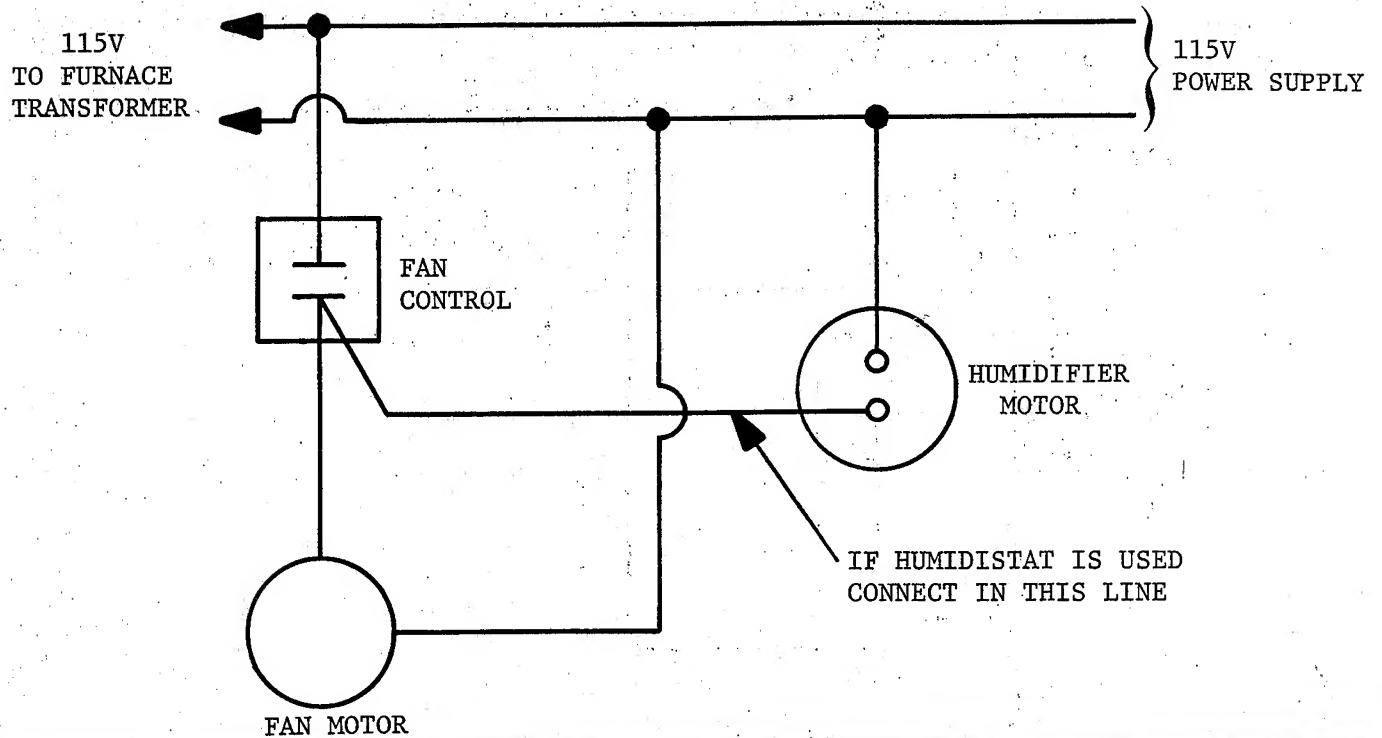 115V
TO FURNACE
TRANSFORMER
115V
POWER SUPPLY
FAN
CONTROL
HUMIDIFIER
MOTOR
IF HUMIDISTAT IS USED
CONNECT IN THIS LINE
FAN MOTOR